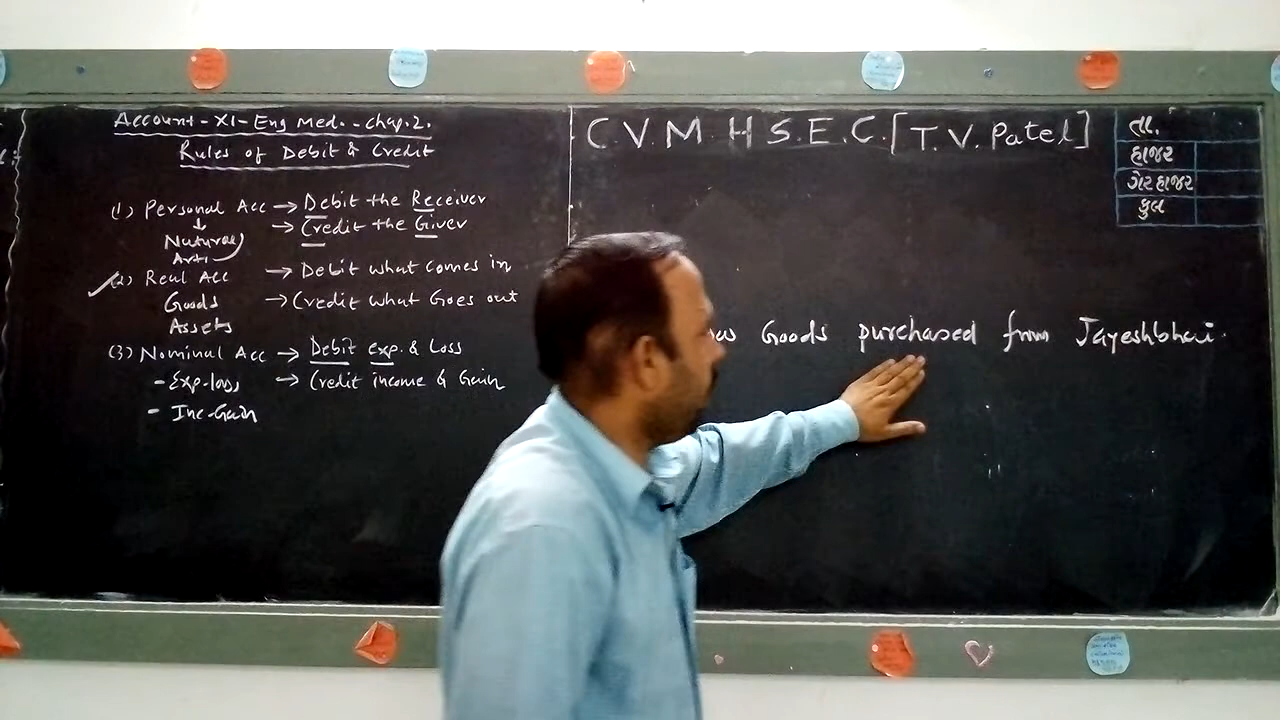 Account-XI-Eng Med.-Chap.2.
Rules of Debit & Credit
(1) Personal Acc → Debit the Receiver
→ Credit the Giver
Natural
Arti.
(2) Real Acc → Debit what comes in
Goods → Credit what Goes out
Assets
(3) Nominal Acc → Debit exp. & Loss
- Exp-loss → Credit income & Gain
- Inc-Gain
C.V.M H.S.E.C. [T.V. Patel]
તા.
હાજર
ગેરહાજર
કુલ
Goods purchased from Jayeshbhai.